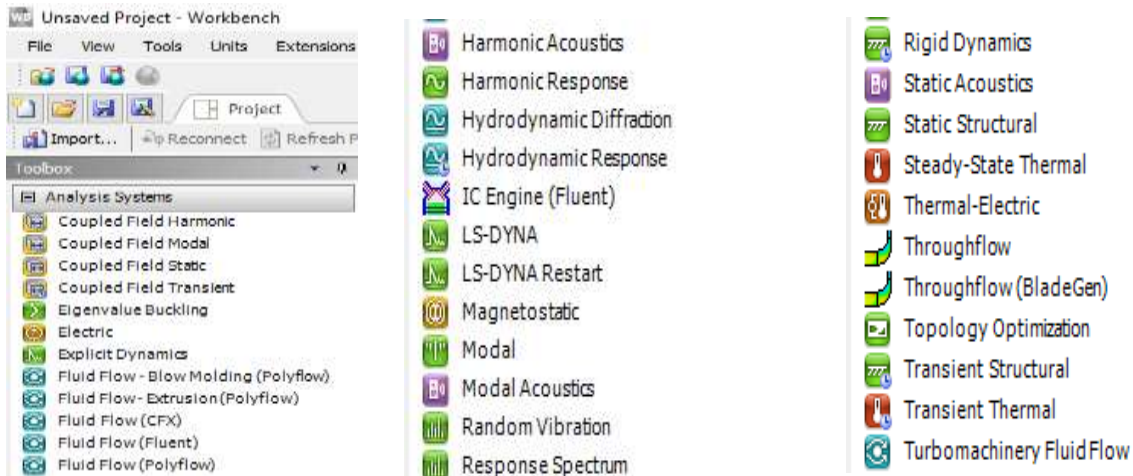 Unsaved Project - Workbench
File View Tools Units Extensions
Project
Import... Reconnect Refresh P
Toolbox
Analysis Systems
Coupled Field Harmonic
Coupled Field Modal
Coupled Field Static
Coupled Field Transient
Eigenvalue Buckling
Electric
Explicit Dynamics
Fluid Flow - Blow Molding (Polyflow)
Fluid Flow - Extrusion (Polyflow)
Fluid Flow (CFX)
Fluid Flow (Fluent)
Fluid Flow (Polyflow)
Harmonic Acoustics
Harmonic Response
Hydrodynamic Diffraction
Hydrodynamic Response
IC Engine (Fluent)
LS-DYNA
LS-DYNA Restart
Magnetostatic
Modal
Modal Acoustics
Random Vibration
Response Spectrum
Rigid Dynamics
Static Acoustics
Static Structural
Steady-State Thermal
Thermal-Electric
Throughflow
Throughflow (BladeGen)
Topology Optimization
Transient Structural
Transient Thermal
Turbomachinery Fluid Flow